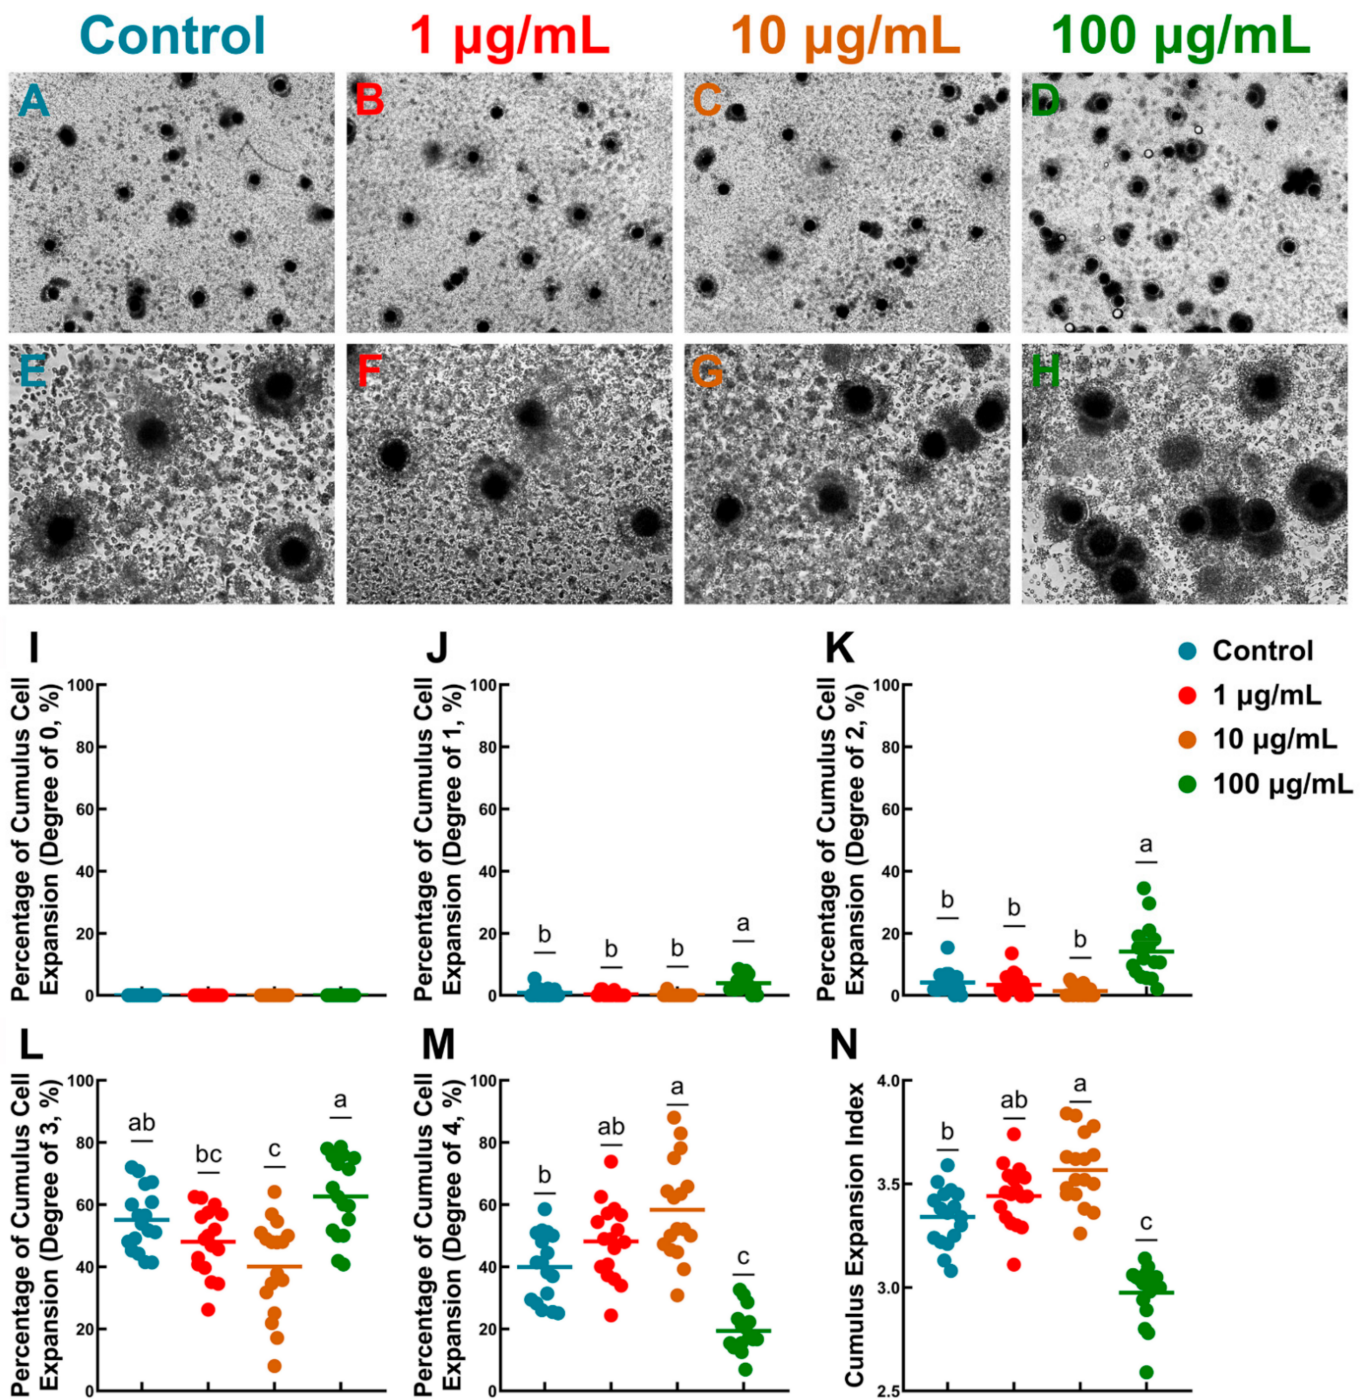 Control 1 µg/mL 10 µg/mL 100 µg/mL
A B C D
E F G H
I J K
Percentage of Cumulus Cell
Expansion (Degree of 0, %)
100
80
60
40
20
0
Percentage of Cumulus Cell
Expansion (Degree of 1, %)
100
80
60
40
20
0
b b b a
Percentage of Cumulus Cell
Expansion (Degree of 2, %)
100
80
60
40
20
0
b b b a
Control
1 µg/mL
10 µg/mL
100 µg/mL
L M N
Percentage of Cumulus Cell
Expansion (Degree of 3, %)
100
80
60
40
20
0
ab bc c a
Percentage of Cumulus Cell
Expansion (Degree of 4, %)
100
80
60
40
20
0
b ab a c
Cumulus Expansion Index
4.0
3.5
3.0
2.5
b ab a c